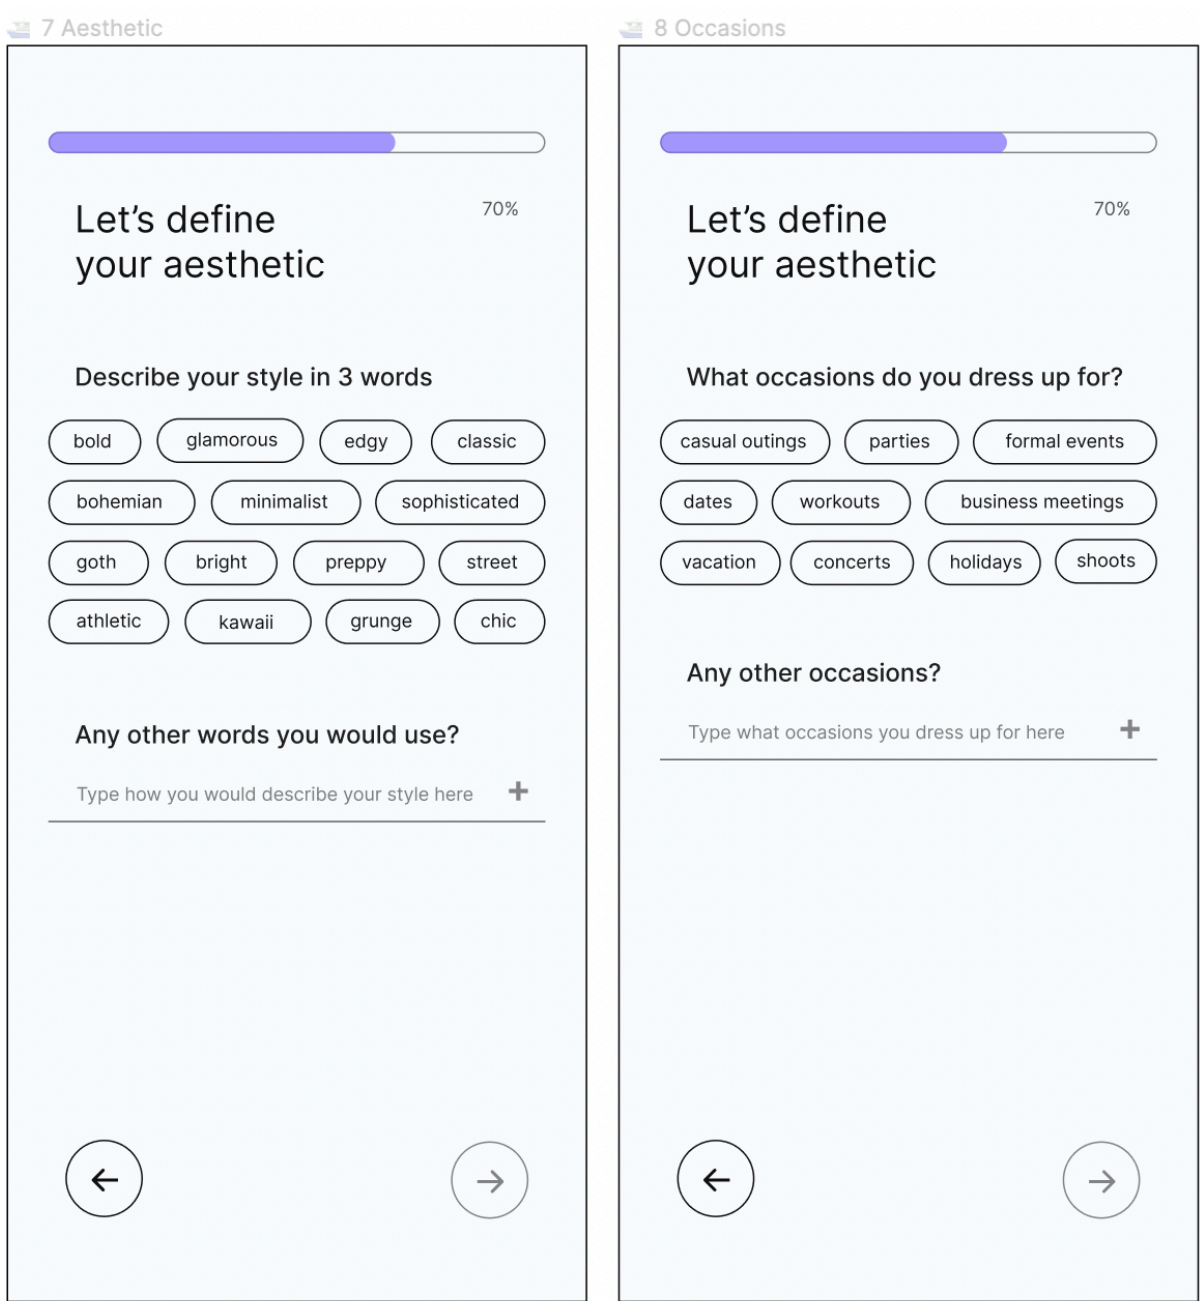 7 Aesthetic
70%
Let's define
your aesthetic
Describe your style in 3 words
bold glamorous edgy classic
bohemian minimalist sophisticated
goth bright preppy street
athletic kawaii grunge chic
Any other words you would use?
Type how you would describe your style here +
8 Occasions
70%
Let's define
your aesthetic
What occasions do you dress up for?
casual outings parties formal events
dates workouts business meetings
vacation concerts holidays shoots
Any other occasions?
Type what occasions you dress up for here +